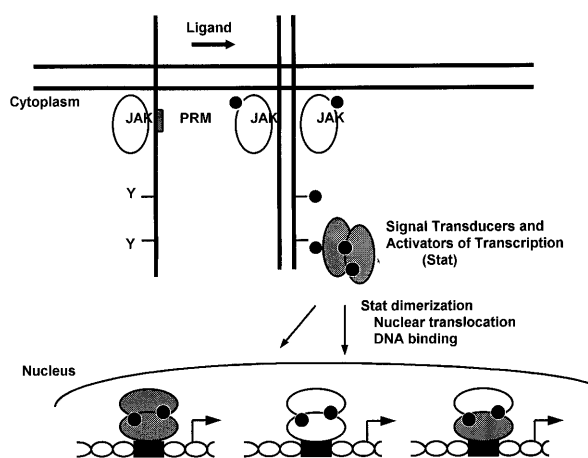 Ligand
Cytoplasm
JAK
PRM
JAK
JAK
Y
Y
Signal Transducers and
Activators of Transcription
(Stat)
Stat dimerization
Nuclear translocation
DNA binding
Nucleus